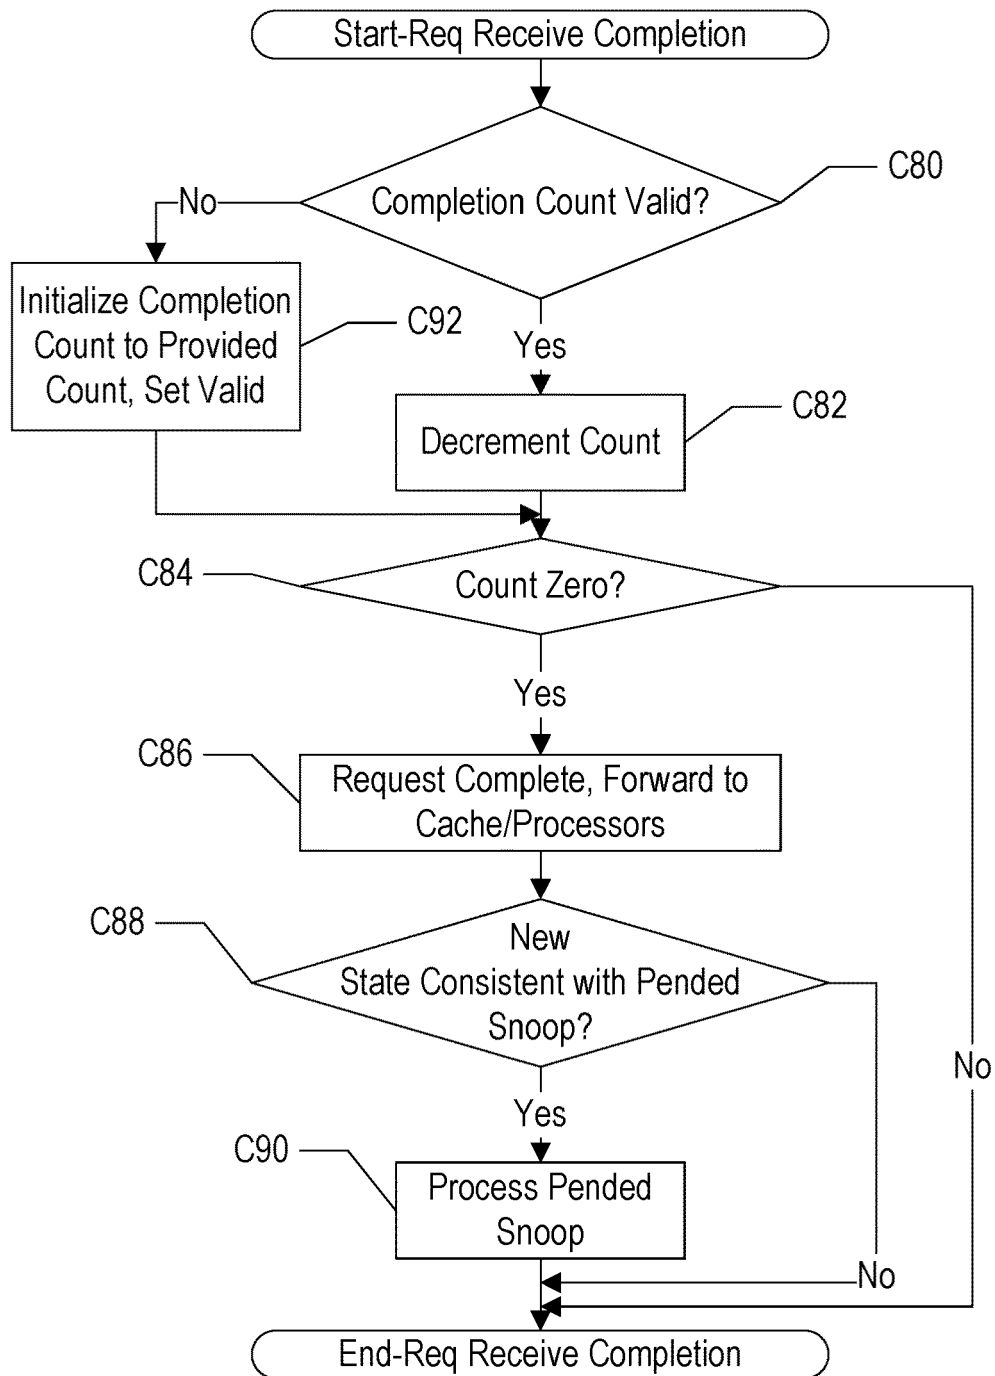 Start-Req Receive Completion
C80
Completion Count Valid?
No
Initialize Completion
Count to Provided
Count, Set Valid
C92
Yes
C82
Decrement Count
C84
Count Zero?
Yes
C86
Request Complete, Forward to
Cache/Processors
C88
New
State Consistent with Pended
Snoop?
No
Yes
C90
Process Pended
Snoop
No
End-Req Receive Completion